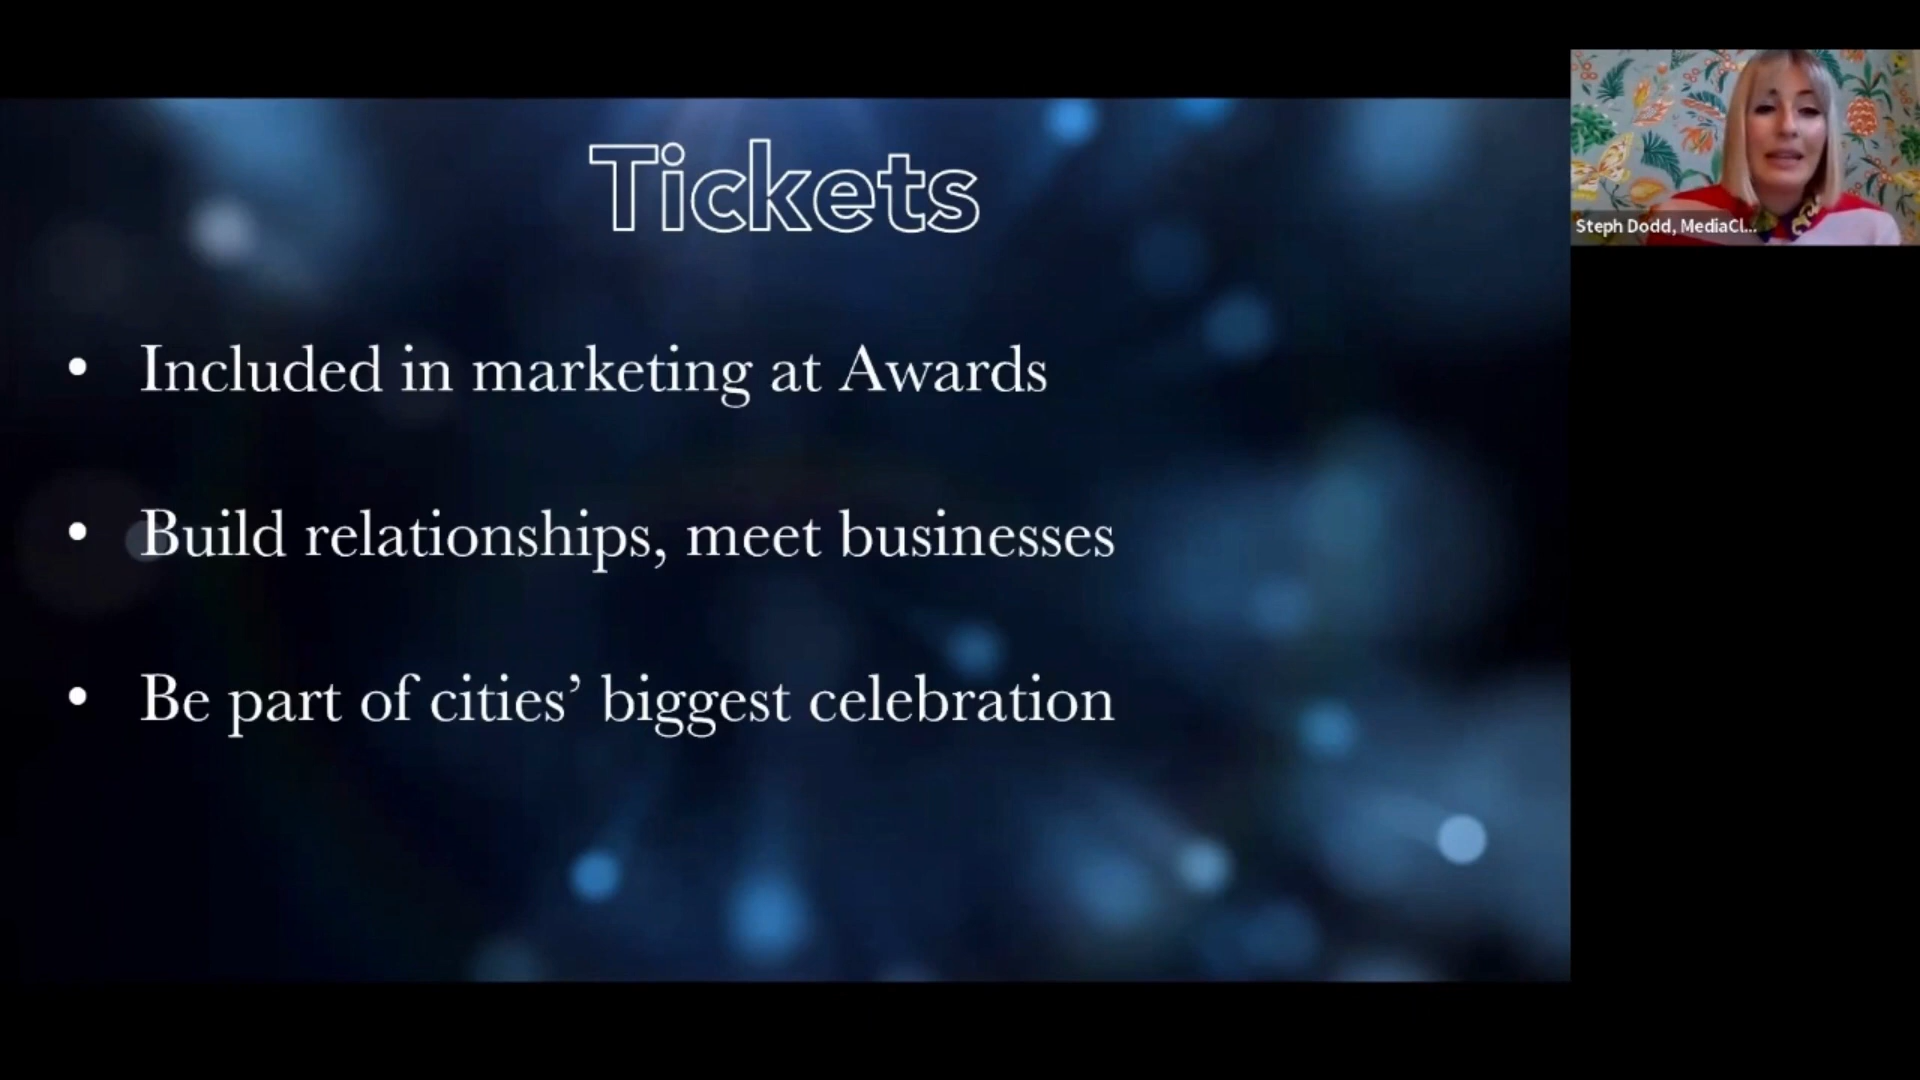 Tickets
• Included in marketing at Awards
• Build relationships, meet businesses
• Be part of cities’ biggest celebration
Steph Dodd, MediaCl...